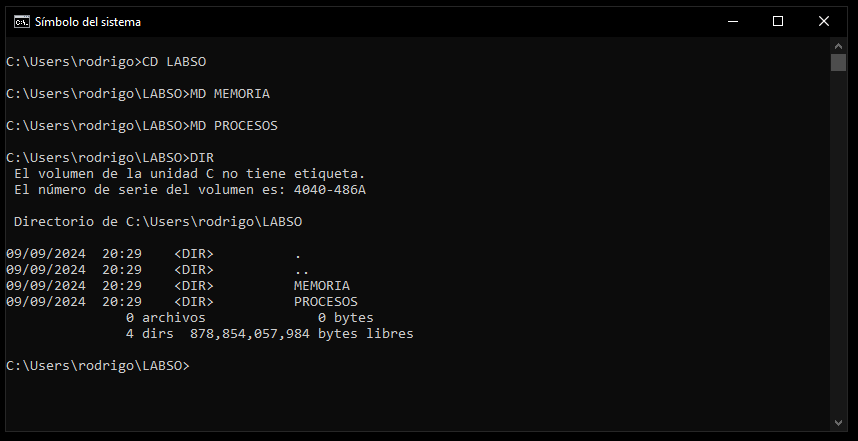 Símbolo del sistema
C:\Users\rodrigo>CD LABSO
C:\Users\rodrigo\LABSO>MD MEMORIA
C:\Users\rodrigo\LABSO>MD PROCESOS
C:\Users\rodrigo\LABSO>DIR
 El volumen de la unidad C no tiene etiqueta.
 El número de serie del volumen es: 4040-486A
 Directorio de C:\Users\rodrigo\LABSO
09/09/2024  20:29    <DIR>          .
09/09/2024  20:29    <DIR>          ..
09/09/2024  20:29    <DIR>          MEMORIA
09/09/2024  20:29    <DIR>          PROCESOS
               0 archivos              0 bytes
               4 dirs  878,854,057,984 bytes libres
C:\Users\rodrigo\LABSO>